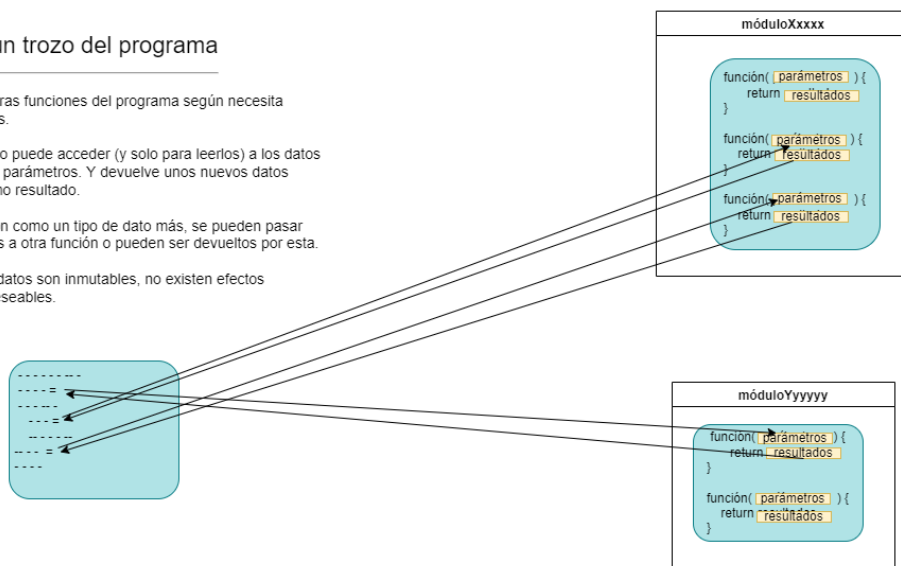 un trozo del programa
ras funciones del programa según necesita
s.
o puede acceder (y solo para leerlos) a los datos
parámetros. Y devuelve unos nuevos datos
no resultado.
n como un tipo de dato más, se pueden pasar
s a otra función o pueden ser devueltos por esta.
datos son inmutables, no existen efectos
seables.
móduloXxxxx
función( parámetros ) {
return resultados
}
función( parámetros ) {
return resultados
}
función( parámetros ) {
return resultados
}
- - - - - - - - -
- - - - =
- - - - - -
- - - =
-- - - - --
-- - - =
- - - -
móduloYyyyyy
función( parámetros ) {
return resultados
}
función( parámetros ) {
return resultados
}